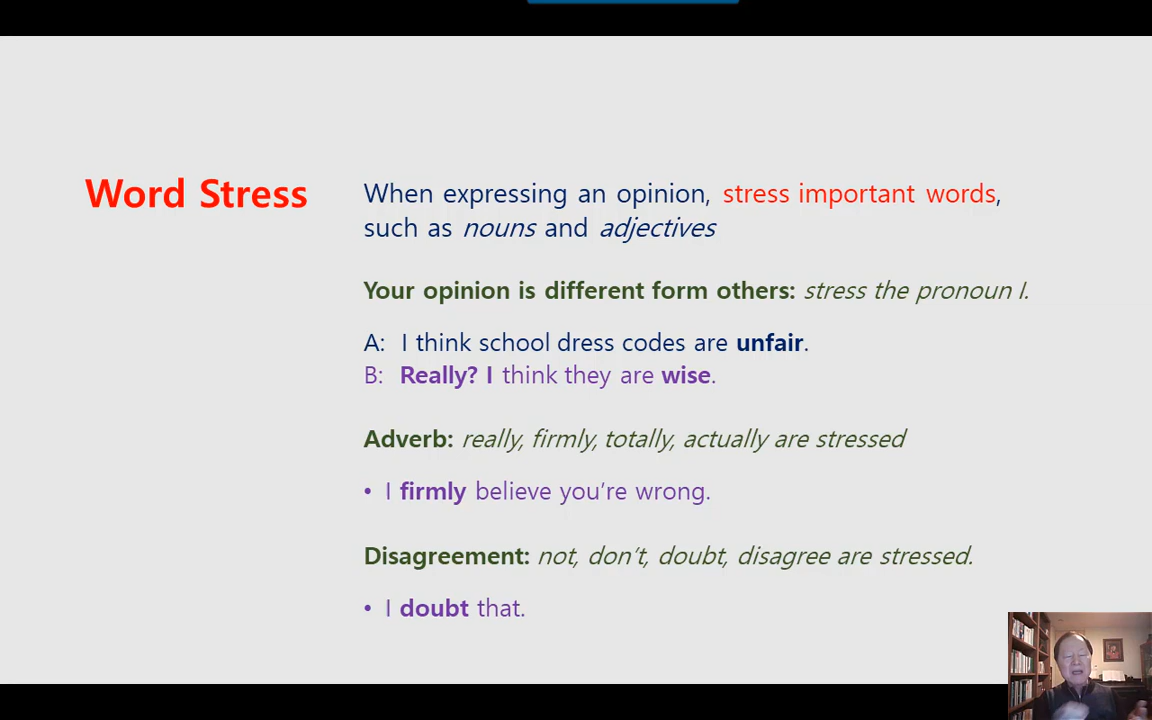 Word Stress
When expressing an opinion, stress important words,
such as nouns and adjectives
Your opinion is different form others: stress the pronoun I.
A: I think school dress codes are unfair.
B: Really? I think they are wise.
Adverb: really, firmly, totally, actually are stressed
• I firmly believe you're wrong.
Disagreement: not, don't, doubt, disagree are stressed.
• I doubt that.